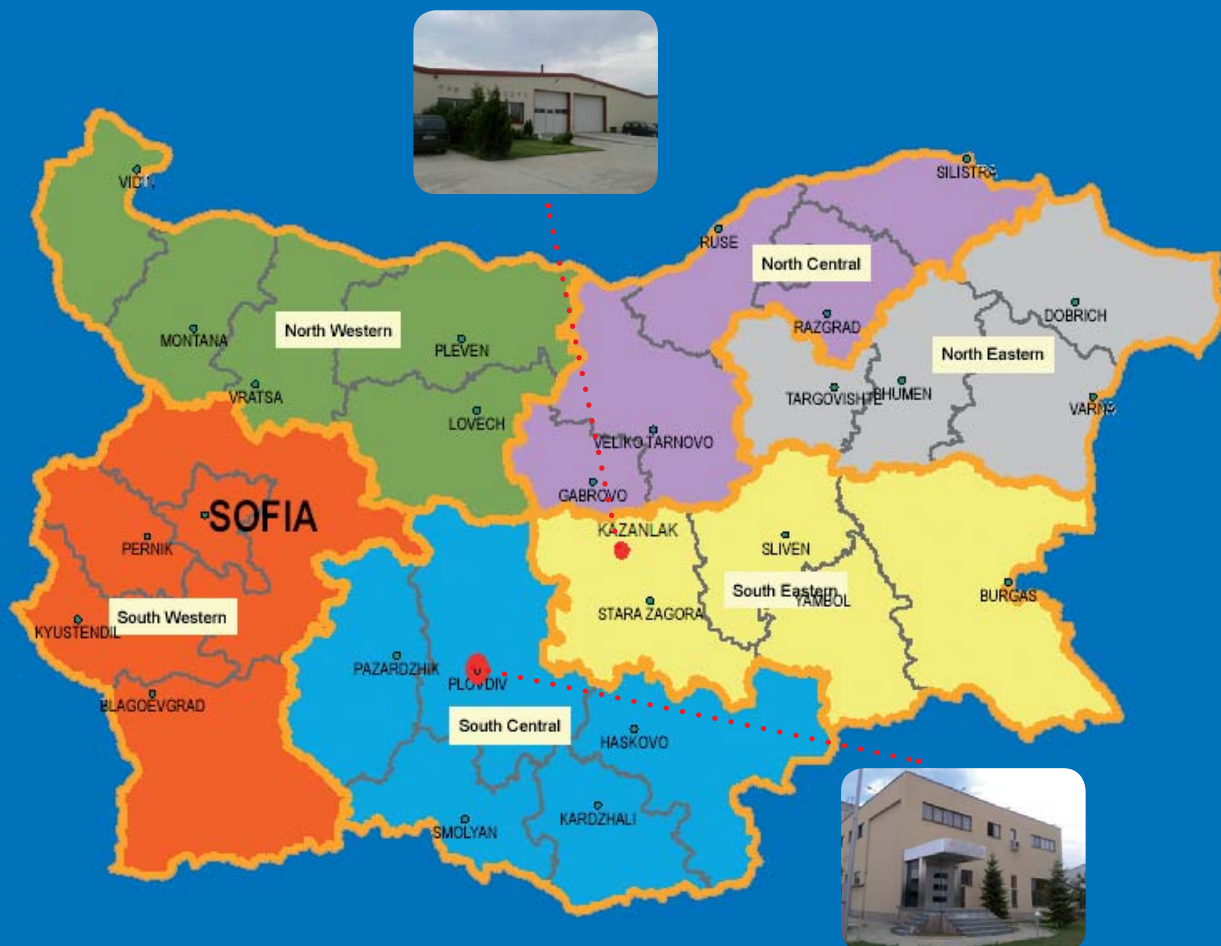 SILISTRA
RUSE
North Central
DOBRICH
RAZGRAD
MONTANA
North Western
PLEVEN
North Eastern
VRATSA
LOVECH
TARGOVISHTE
SHUMEN
VARNA
VELIKO TARNOVO
GABROVO
SOFIA
KAZANLAK
PERNIK
SLIVEN
South Western
South Eastern
YAMBOL
BURGAS
STARA ZAGORA
KYUSTENDIL
PAZARDZHIK
PLOVDIV
BLAGOEVGRAD
South Central
HASKOVO
KARDZHALI
SMOLYAN